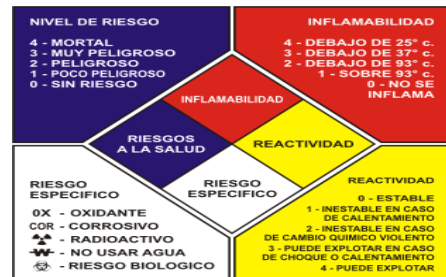 NIVEL DE RIESGO
4 - MORTAL
3 - MUY PELIGROSO
2 - PELIGROSO
1 - POCO PELIGROSO
0 - SIN RIESGO
INFLAMABILIDAD
4 - DEBAJO DE 25° c.
3 - DEBAJO DE 37° c.
2 - DEBAJO DE 93° c.
1 - SOBRE 93° c.
0 - NO SE
INFLAMA
INFLAMABILIDAD
RIESGOS
A LA SALUD
REACTIVIDAD
RIESGO
ESPECIFICO
RIESGO
ESPECIFICO
0X - OXIDANTE
COR - CORROSIVO
- RADIOACTIVO
W - NO USAR AGUA
- RIESGO BIOLOGICO
REACTIVIDAD
0 - ESTABLE
1 - INESTABLE EN CASO
DE CALENTAMIENTO
2 - INESTABLE EN CASO
DE CAMBIO QUIMICO VIOLENTO
3 - PUEDE EXPLOTAR EN CASO
DE CHOQUE O CALENTAMIENTO
4 - PUEDE EXPLOTAR